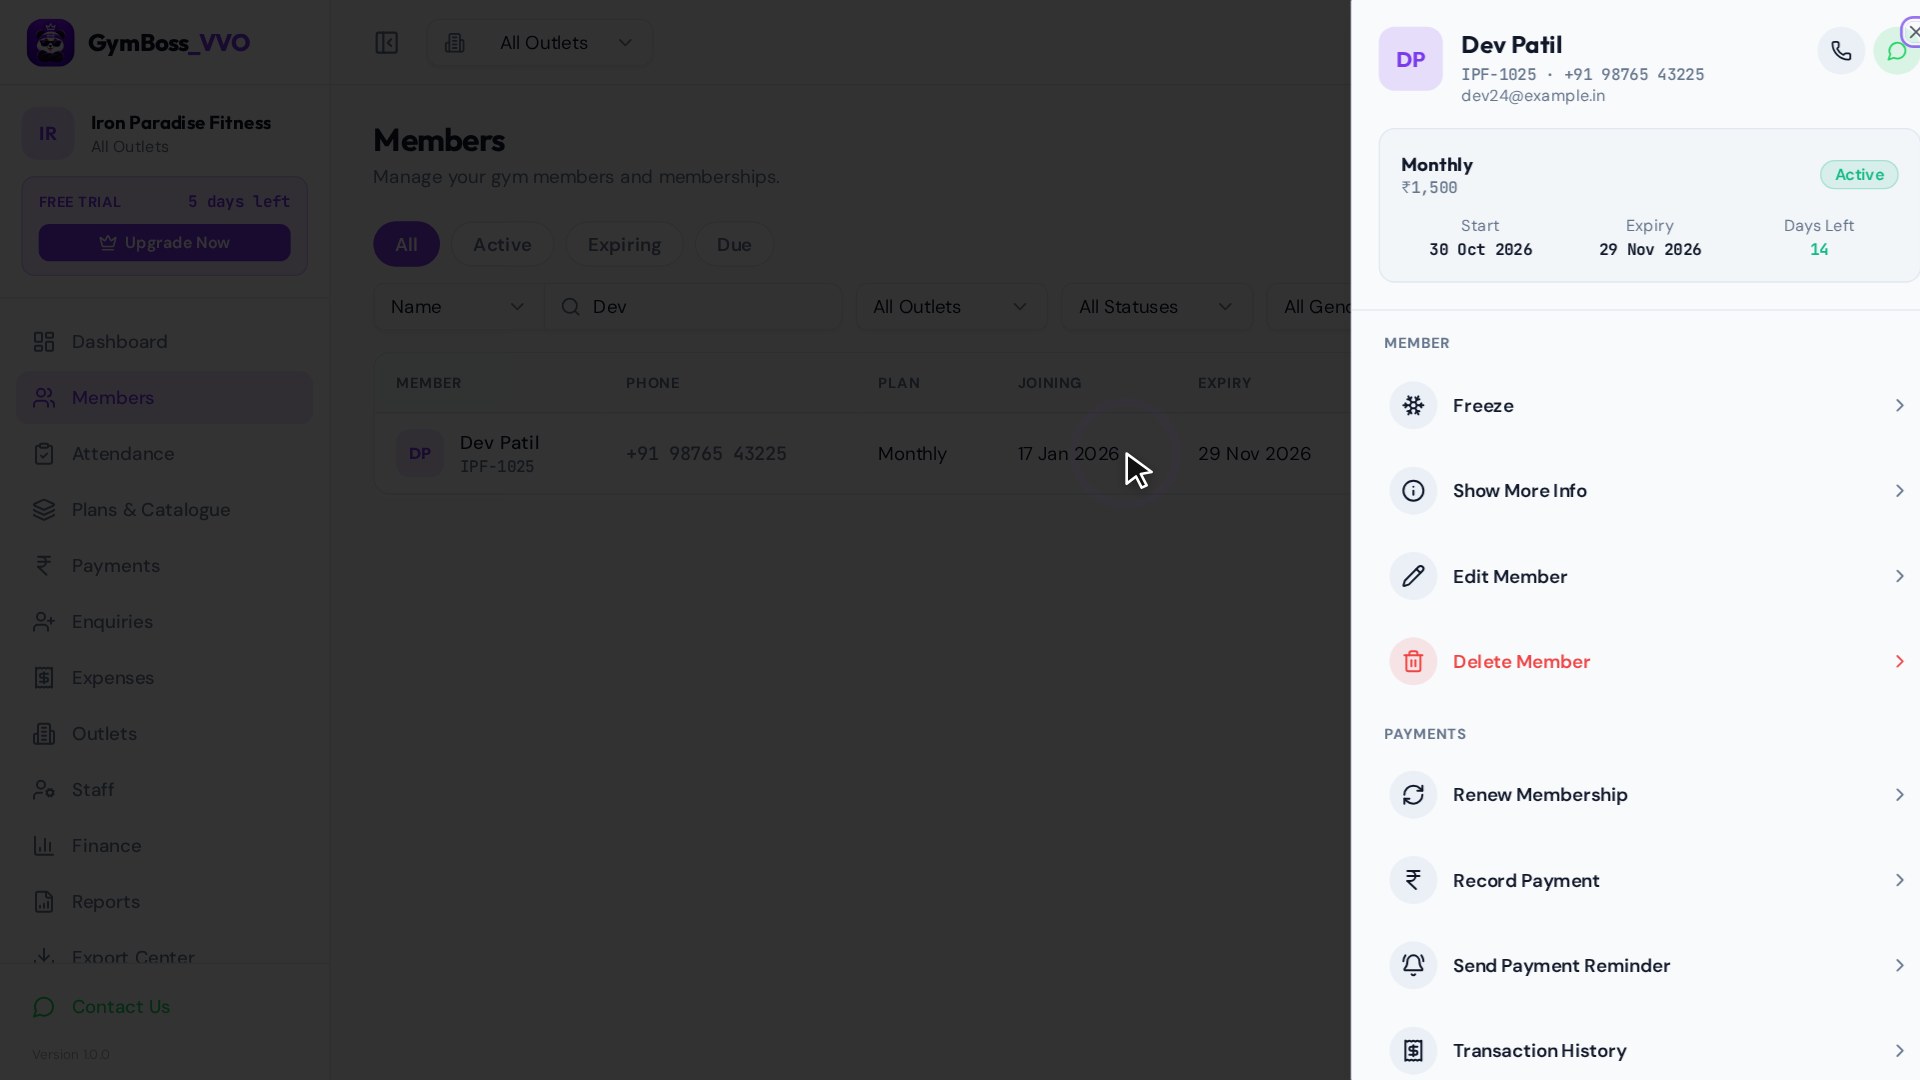 GymBoss_VVO
IR
Iron Paradise Fitness
All Outlets
FREE TRIAL
5 days left
Upgrade Now
Dashboard
Members
Attendance
Plans & Catalogue
Payments
Enquiries
Expenses
Outlets
Staff
Finance
Reports
Export Center
Contact Us
Version 1.0.0
All Outlets
Members
Manage your gym members and memberships.
All
Active
Expiring
Due
Name
Dev
All Outlets
All Statuses
All Gen
MEMBER
PHONE
PLAN
JOINING
EXPIRY
DP
Dev Patil
IPF-1025
+91 98765 43225
Monthly
17 Jan 2026
29 Nov 2026
DP
Dev Patil
IPF-1025 · +91 98765 43225
dev24@example.in
Monthly
₹1,500
Active
Start
30 Oct 2026
Expiry
29 Nov 2026
Days Left
14
MEMBER
Freeze
Show More Info
Edit Member
Delete Member
PAYMENTS
Renew Membership
Record Payment
Send Payment Reminder
Transaction History